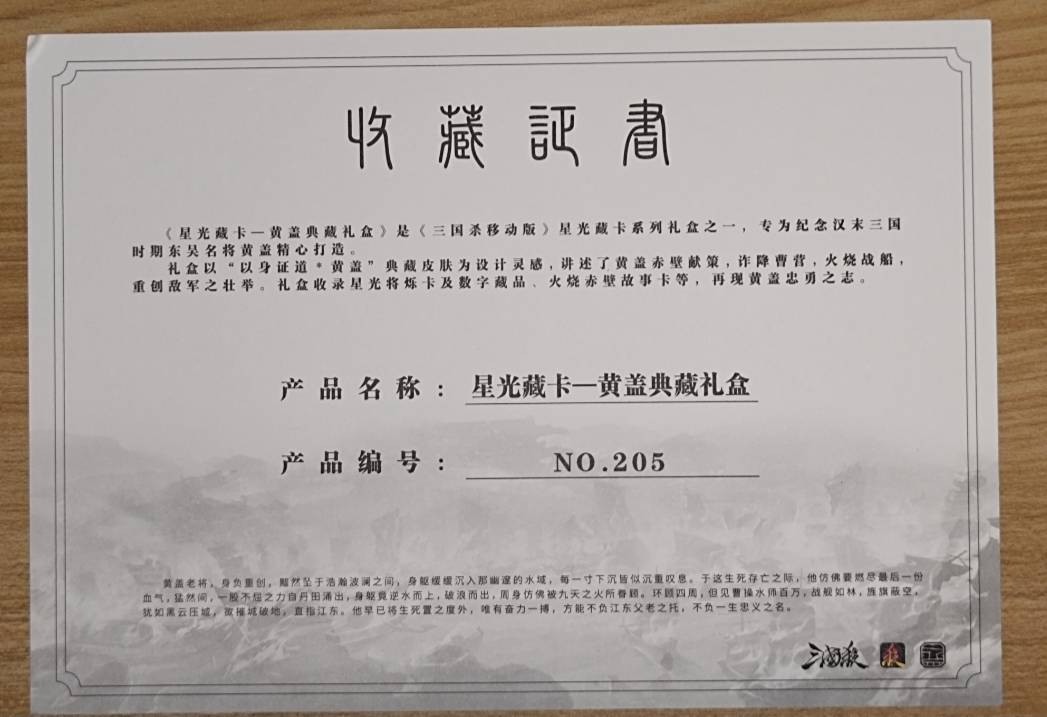 收藏証書
《星光藏卡—黄盖典藏礼盒》是《三国杀移动版》星光藏卡系列礼盒之一，专为纪念汉末三国
时期东吴名将黄盖精心打造。
礼盒以“以身证道*黄盖”典藏皮肤为设计灵感，讲述了黄盖赤壁献策，诈降曹营，火烧战船，
重创敌军之壮举。礼盒收录星光将烁卡及数字藏品、火烧赤壁故事卡等，再现黄盖忠勇之志。
产品名称：星光藏卡—黄盖典藏礼盒
产品编号：NO.205
黄盖老将，身负重创，黯然坠于浩瀚波澜之间，身躯缓缓沉入那幽邃的水域，每一寸下沉皆似沉重叹息。于这生死存亡之际，他仿佛要燃尽最后一份
血气，猛然间，一股不屈之力自丹田涌出，身躯竟逆水而上，破浪而出，周身仿佛被九天之火所眷顾。环顾四周，但见曹操水师百万，战舰如林，旌旗蔽空，
犹如黑云压城，欲摧城破地，直指江东。他早已将生死置之度外，唯有奋力一搏，方能不负江东父老之托，不负一生忠义之名。
三國殺